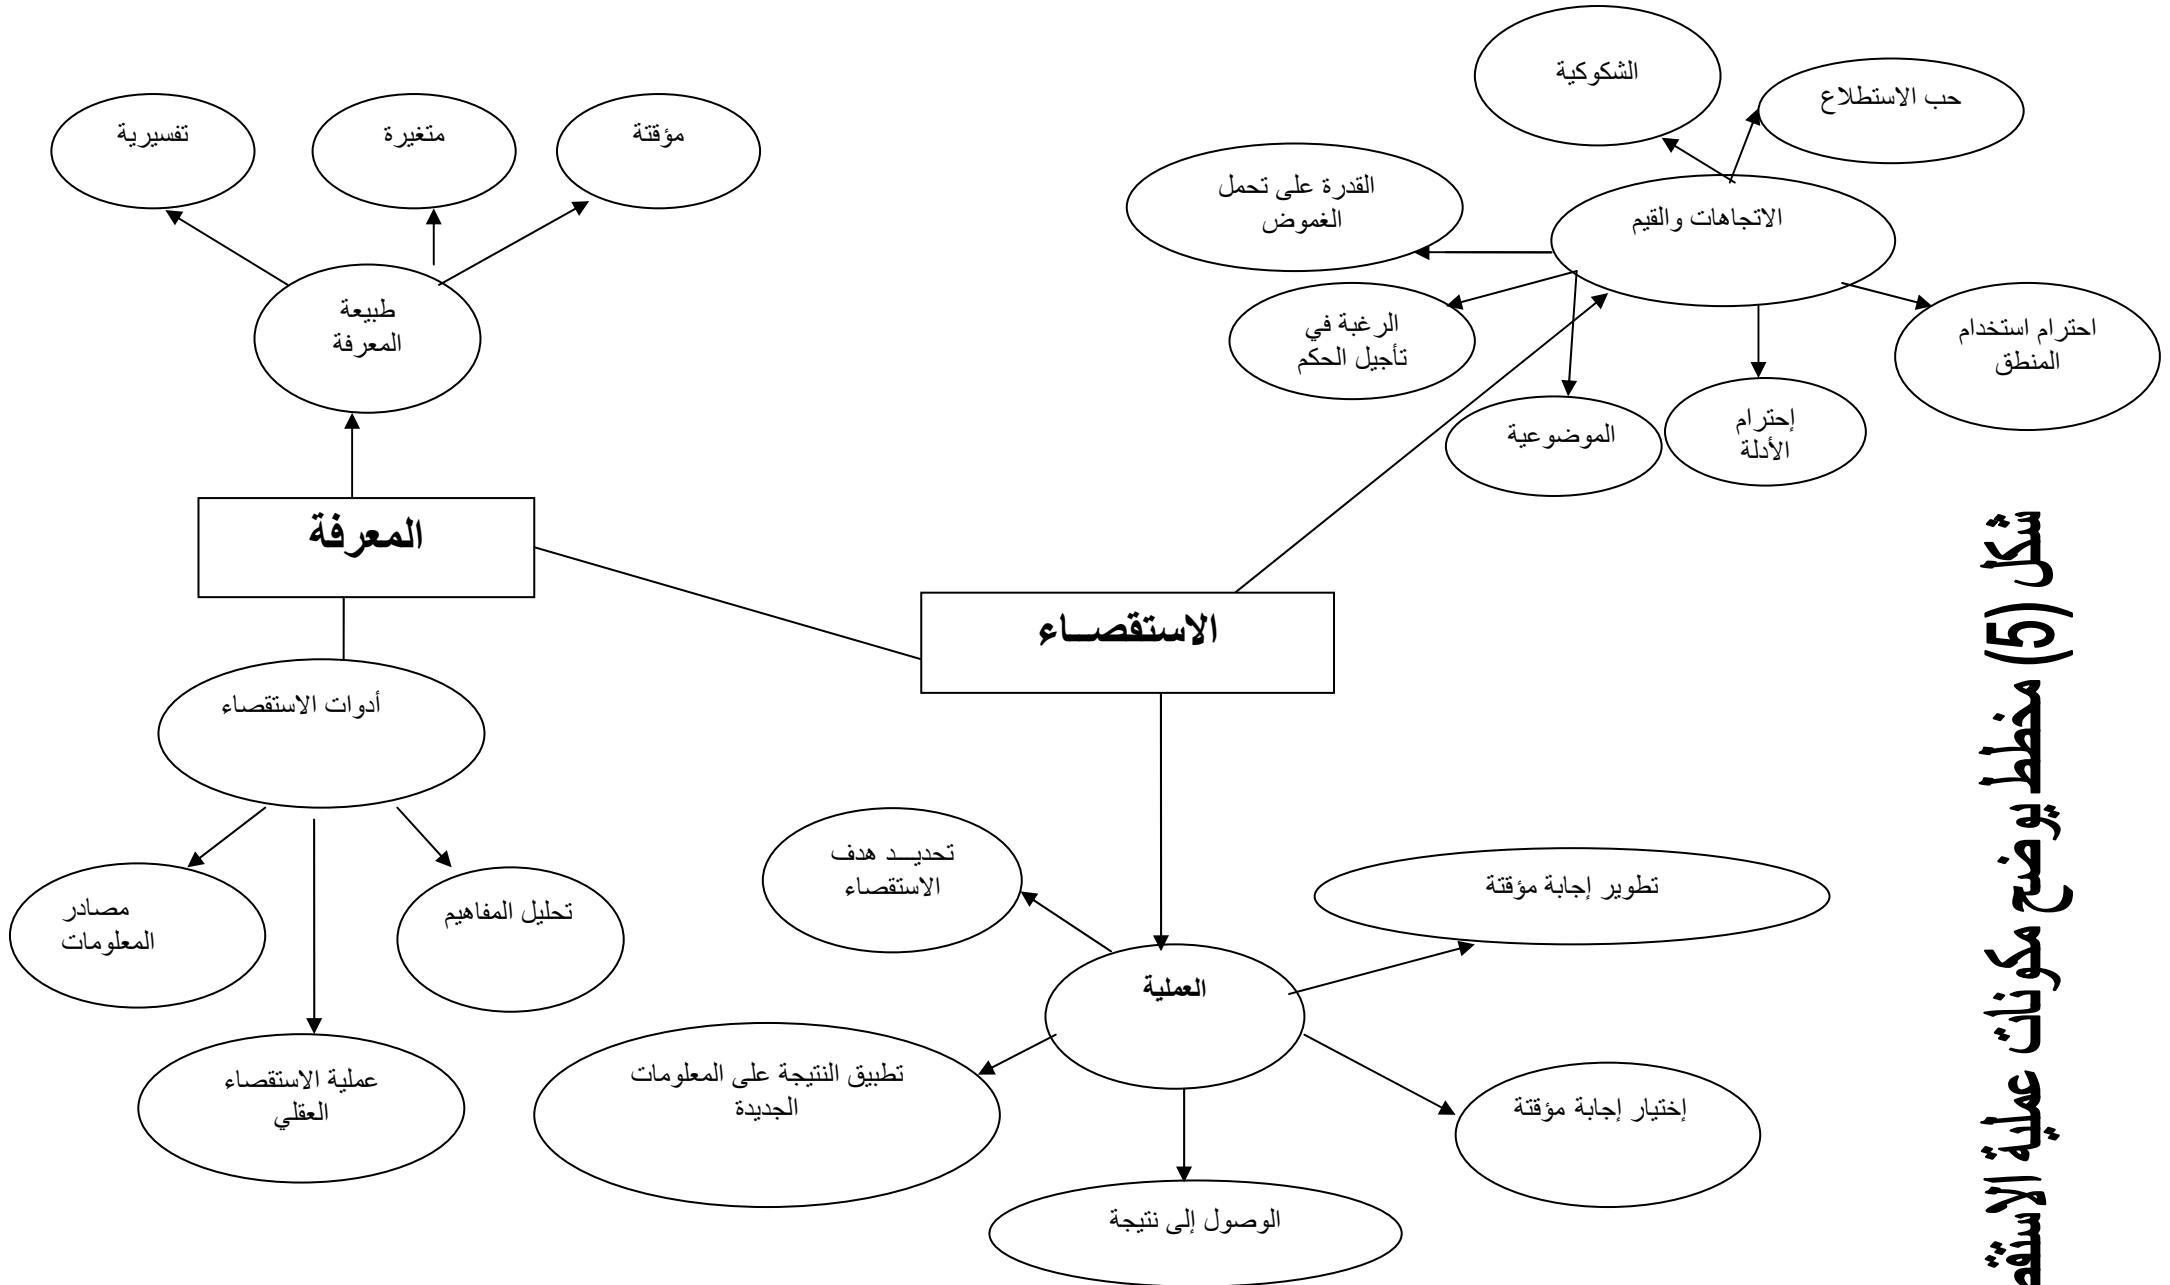 الشكوكية
حب الاستطلاع
القدرة على تحمل
الغموض
الاتجاهات والقيم
الرغبة في
تأجيل الحكم
احترام استخدام
المنطق
الموضوعية
إحترام
الأدلة
مؤقتة
متغيرة
تفسيرية
طبيعة
المعرفة
المعرفة
الاستقصـــاء
أدوات الاستقصاء
تحليل المفاهيم
مصادر
المعلومات
عملية الاستقصاء
العقلي
تحديـــد هدف
الاستقصاء
تطوير إجابة مؤقتة
العملية
تطبيق النتيجة على المعلومات
الجديدة
إختيار إجابة مؤقتة
الوصول إلى نتيجة
شكل (5) مخطط يوضح مكونات عملية